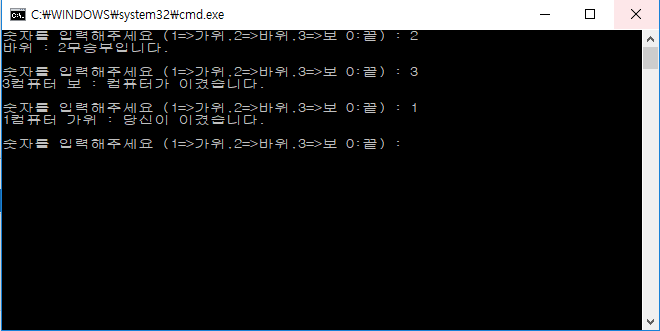 C:₩WINDOWS₩system32₩cmd.exe
숫자를 입력해주세요 (1=>가위,2=>바위,3=>보 0:끝) : 2
바위 : 2무승부입니다.
숫자를 입력해주세요 (1=>가위,2=>바위,3=>보 0:끝) : 3
3컴퓨터 보 : 컴퓨터가 이겼습니다.
숫자를 입력해주세요 (1=>가위,2=>바위,3=>보 0:끝) : 1
1컴퓨터 가위 : 당신이 이겼습니다.
숫자를 입력해주세요 (1=>가위,2=>바위,3=>보 0:끝) :